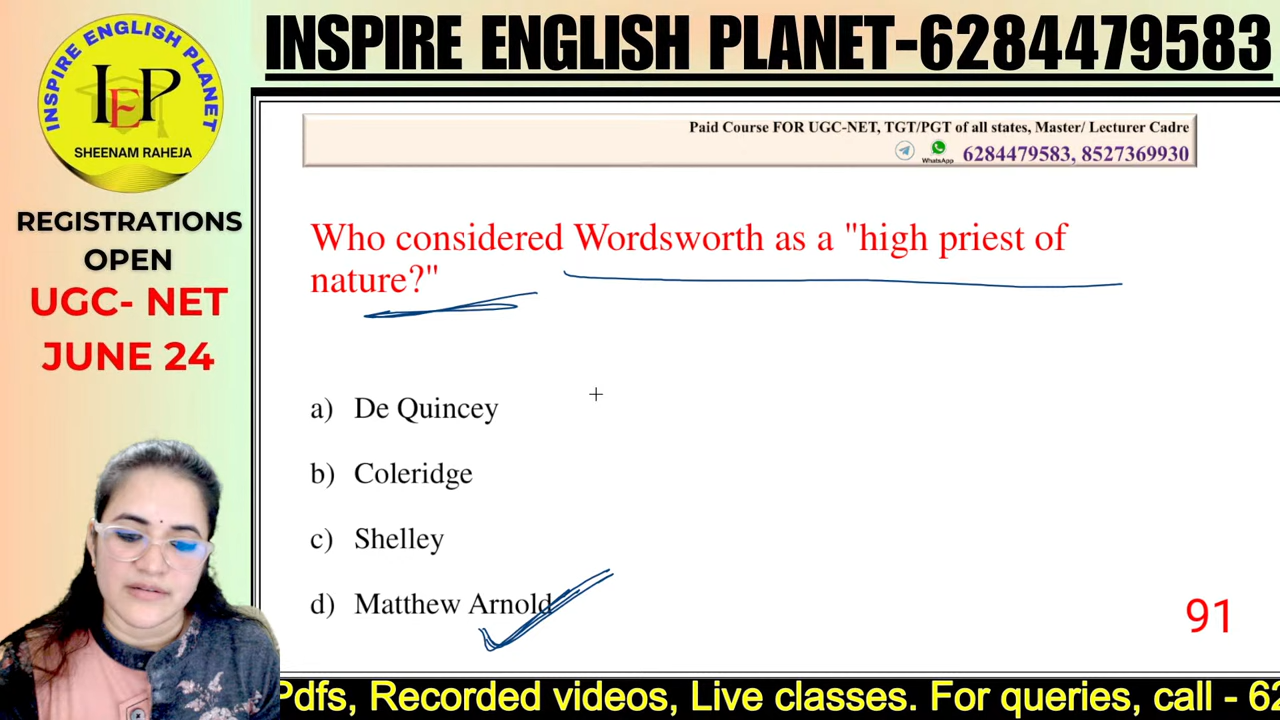 INSPIRE ENGLISH PLANET-6284479583
INSPIRE ENGLISH PLANET
IEP
SHEENAM RAHEJA
Paid Course FOR UGC-NET, TGT/PGT of all states, Master/ Lecturer Cadre
WhatsApp 6284479583, 8527369930
REGISTRATIONS
OPEN
UGC- NET
JUNE 24
Who considered Wordsworth as a "high priest of
nature?"
a) De Quincey
b) Coleridge
c) Shelley
d) Matthew Arnold
91
Pdfs, Recorded videos, Live classes. For queries, call - 62